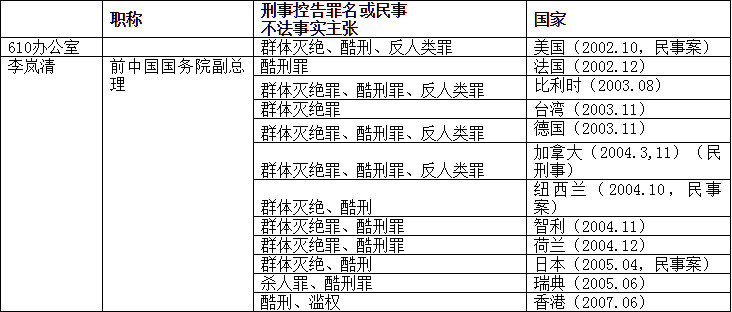 职称
刑事控告罪名或民事
不法事实主张
国家
610办公室
群体灭绝、酷刑、反人类罪
美国（2002.10，民事案）
李岚清
前中国国务院副总
理
酷刑罪
法国（2002.12）
群体灭绝罪、酷刑罪、反人类罪
比利时（2003.08）
群体灭绝罪
台湾（2003.11）
群体灭绝罪、酷刑罪、反人类罪
德国（2003.11）
群体灭绝罪、酷刑罪、反人类罪
加拿大（2004.3,11）（民
刑事）
群体灭绝、酷刑
纽西兰（2004.10，民事
案）
群体灭绝罪、酷刑罪
智利（2004.11）
群体灭绝罪、酷刑罪
荷兰（2004.12）
群体灭绝、酷刑
日本（2005.04，民事案）
杀人罪、酷刑罪
瑞典（2005.06）
酷刑、滥权
香港（2007.06）